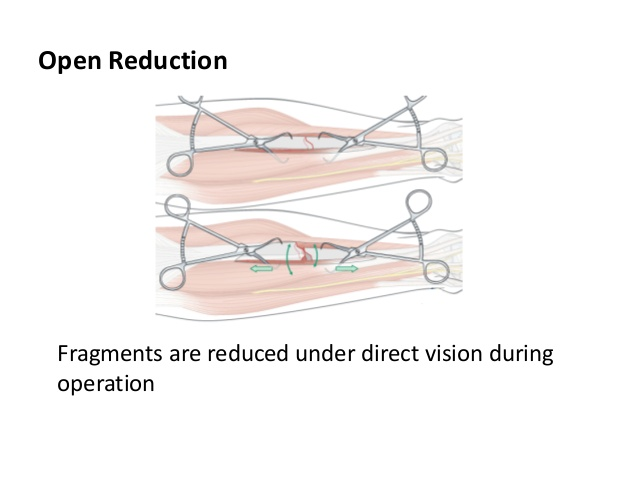 Open Reduction
Fragments are reduced under direct vision during
operation